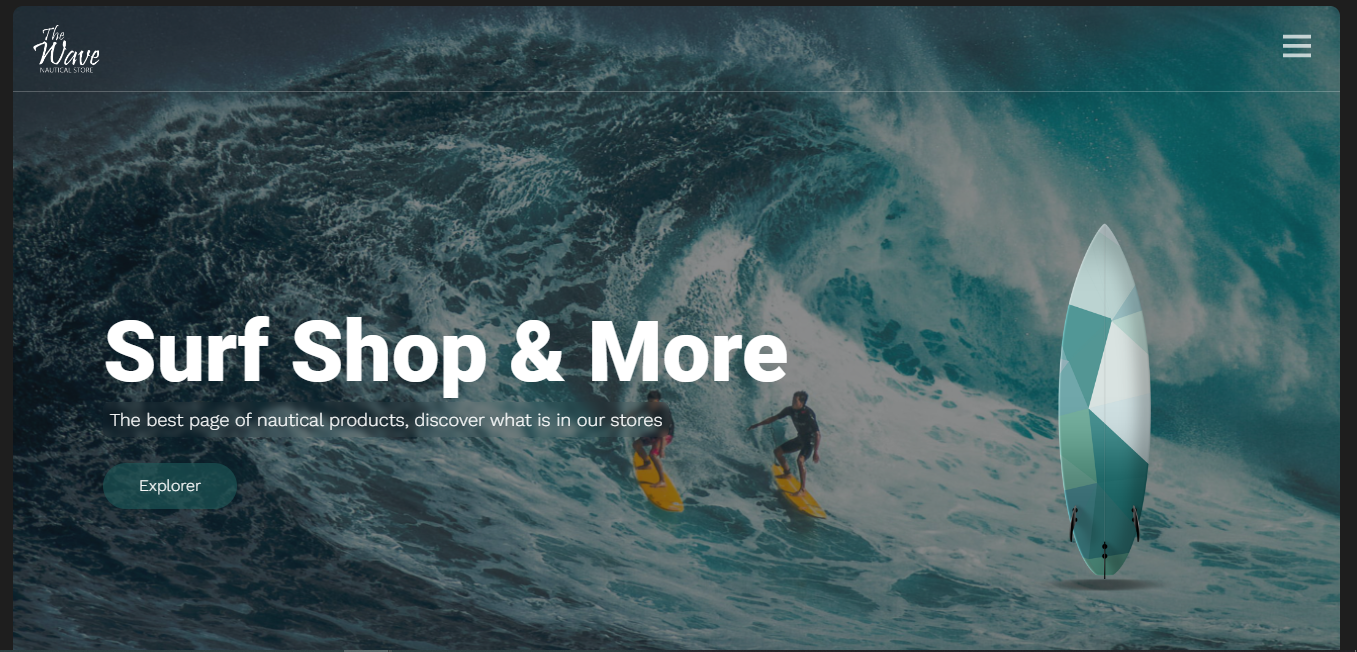 The
Wave
NAUTICAL STORE
Surf Shop & More
The best page of nautical products, discover what is in our stores
Explorer